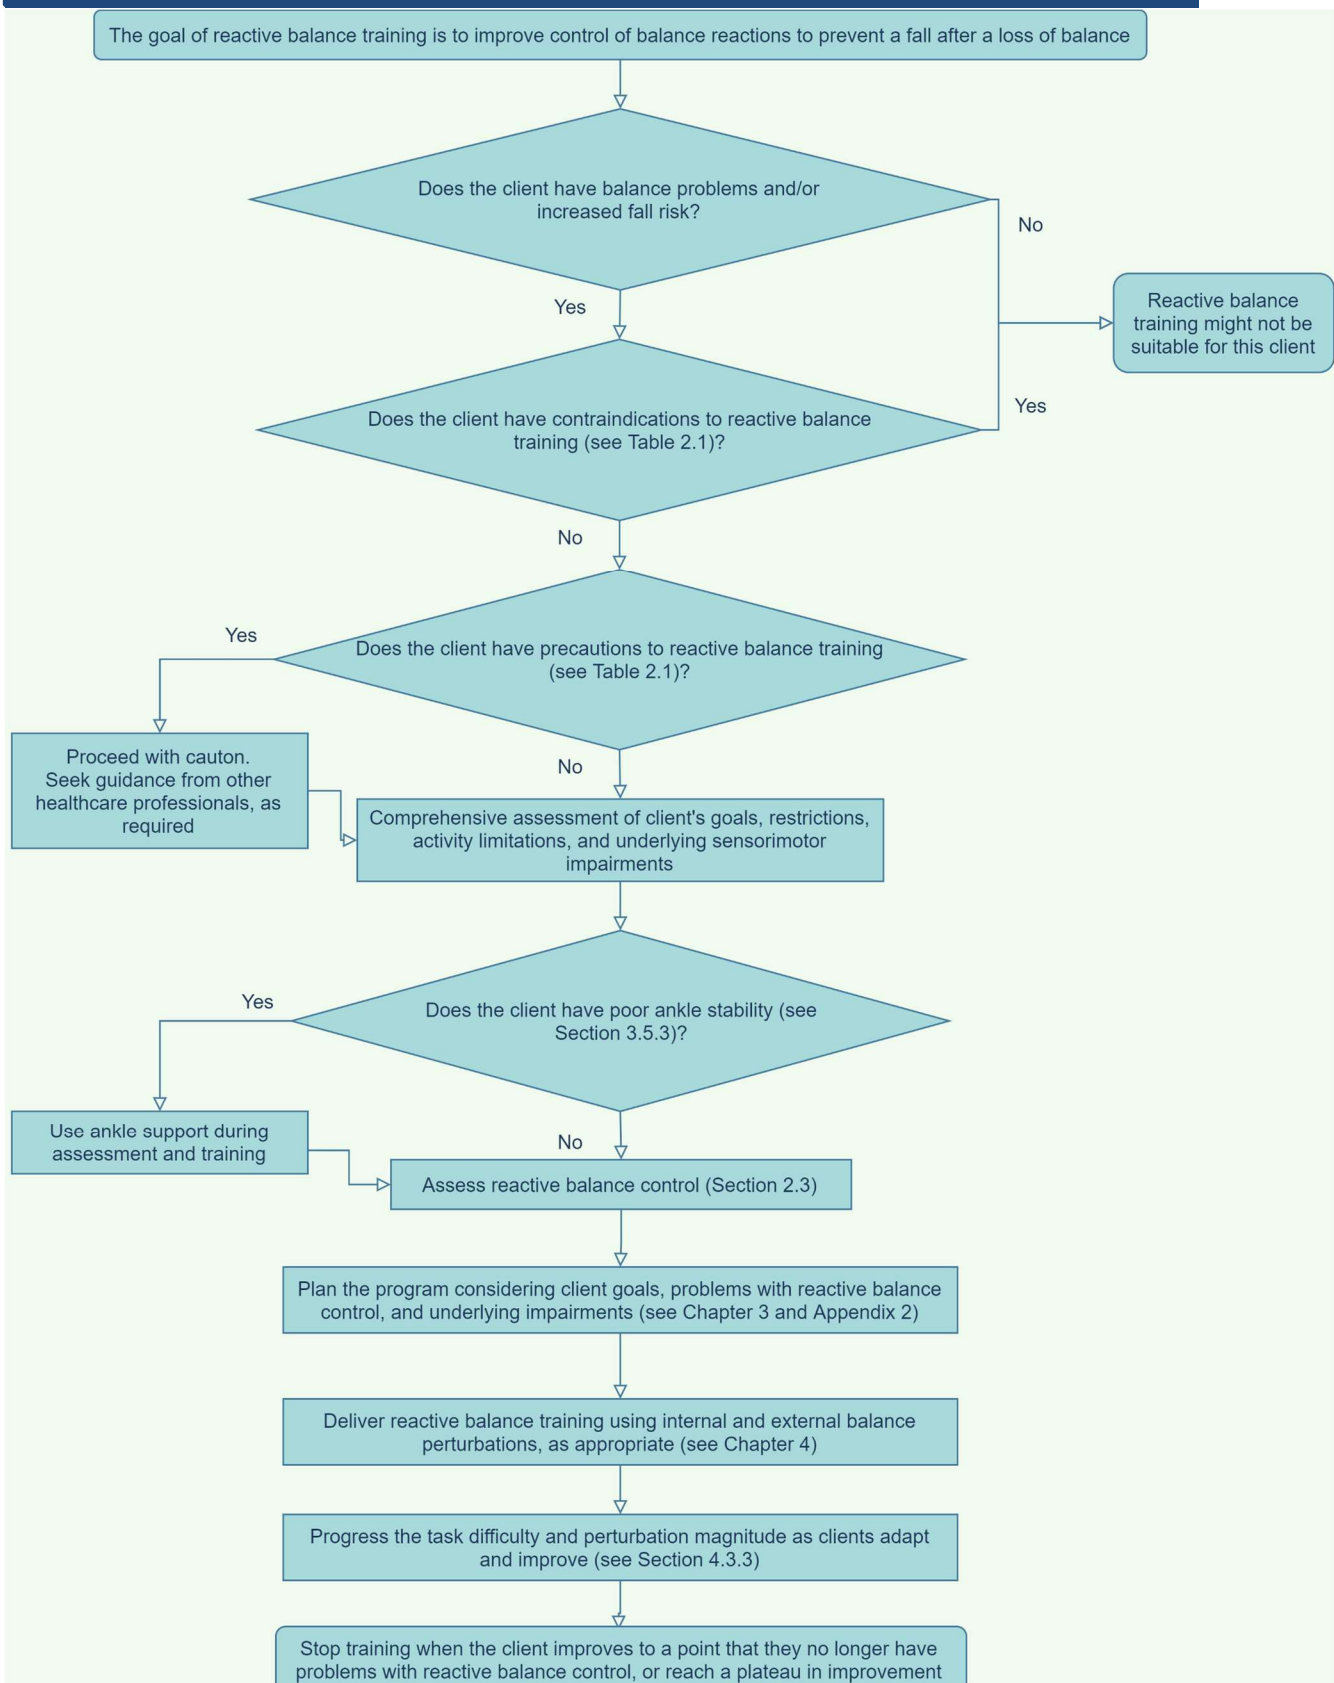 The goal of reactive balance training is to improve control of balance reactions to prevent a fall after a loss of balance
Does the client have balance problems and/or
increased fall risk?
No
Yes
Reactive balance
training might not be
suitable for this client
Yes
Does the client have contraindications to reactive balance
training (see Table 2.1)?
No
Yes
Does the client have precautions to reactive balance training
(see Table 2.1)?
Proceed with cauton.
Seek guidance from other
healthcare professionals, as
required
No
Comprehensive assessment of client's goals, restrictions,
activity limitations, and underlying sensorimotor
impairments
Yes
Does the client have poor ankle stability (see
Section 3.5.3)?
Use ankle support during
assessment and training
No
Assess reactive balance control (Section 2.3)
Plan the program considering client goals, problems with reactive balance
control, and underlying impairments (see Chapter 3 and Appendix 2)
Deliver reactive balance training using internal and external balance
perturbations, as appropriate (see Chapter 4)
Progress the task difficulty and perturbation magnitude as clients adapt
and improve (see Section 4.3.3)
Stop training when the client improves to a point that they no longer have
problems with reactive balance control, or reach a plateau in improvement